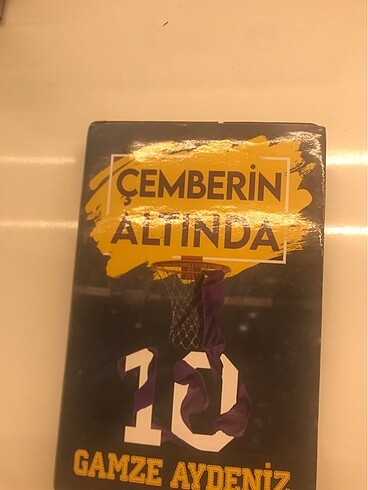 ÇEMBERİN
ALTINDA
10
GAMZE AYDENİZ